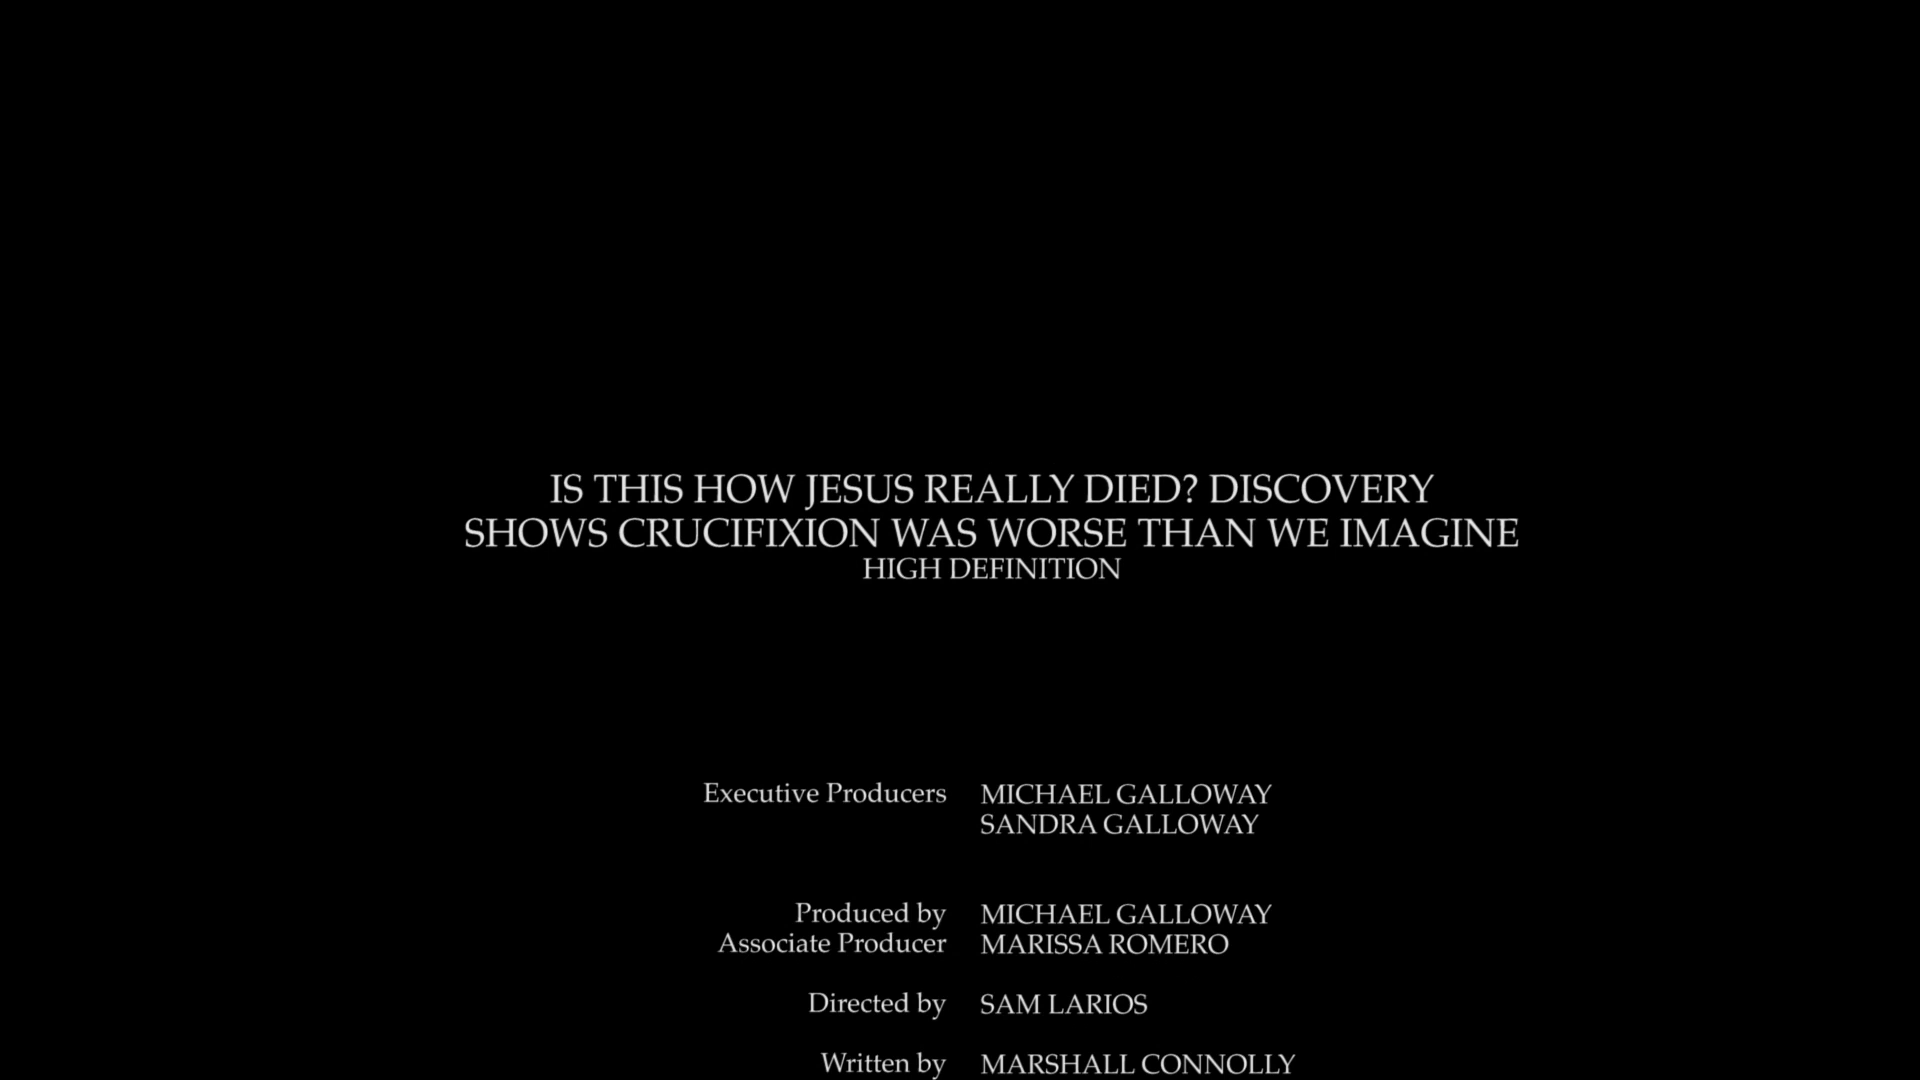 IS THIS HOW JESUS REALLY DIED? DISCOVERY
SHOWS CRUCIFIXION WAS WORSE THAN WE IMAGINE
HIGH DEFINITION
Executive Producers MICHAEL GALLOWAY
SANDRA GALLOWAY
Produced by MICHAEL GALLOWAY
Associate Producer MARISSA ROMERO
Directed by SAM LARIOS
Written by MARSHALL CONNOLLY